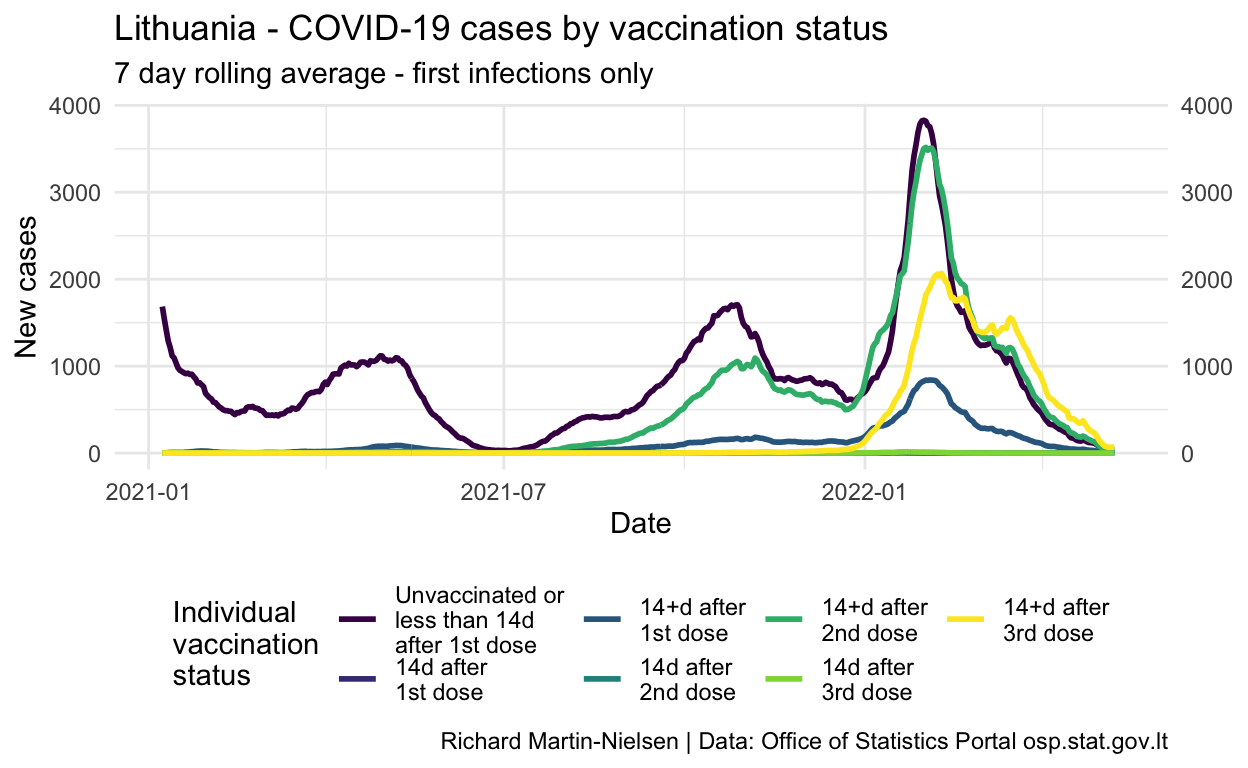 Lithuania - COVID-19 cases by vaccination status
7 day rolling average - first infections only
4000
3000
2000
1000
0
4000
3000
2000
1000
0
New cases
2021-01
2021-07
2022-01
Date
Individual
vaccination
status
Unvaccinated or
less than 14d
after 1st dose
14d after
1st dose
14+d after
1st dose
14d after
2nd dose
14+d after
2nd dose
14d after
3rd dose
14+d after
3rd dose
Richard Martin-Nielsen | Data: Office of Statistics Portal osp.stat.gov.lt